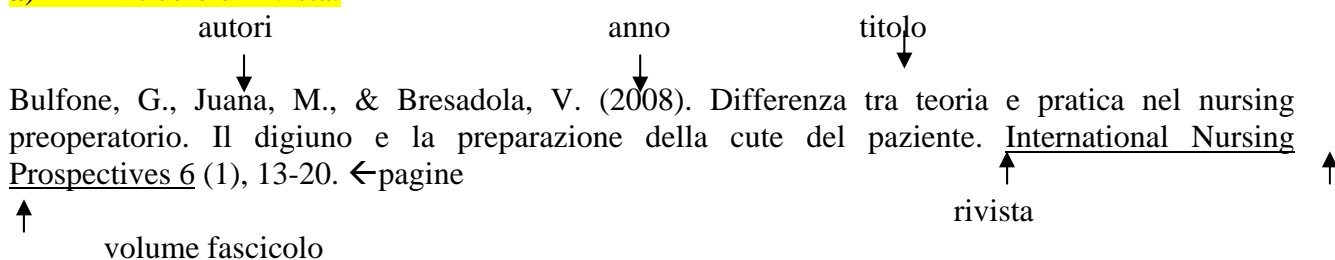 autori anno titolo
Bulfone, G., Juana, M., & Bresadola, V. (2008). Differenza tra teoria e pratica nel nursing
preoperatorio. Il digiuno e la preparazione della cute del paziente. International Nursing
Prospectives 6 (1), 13-20. ←pagine
rivista
volume fascicolo